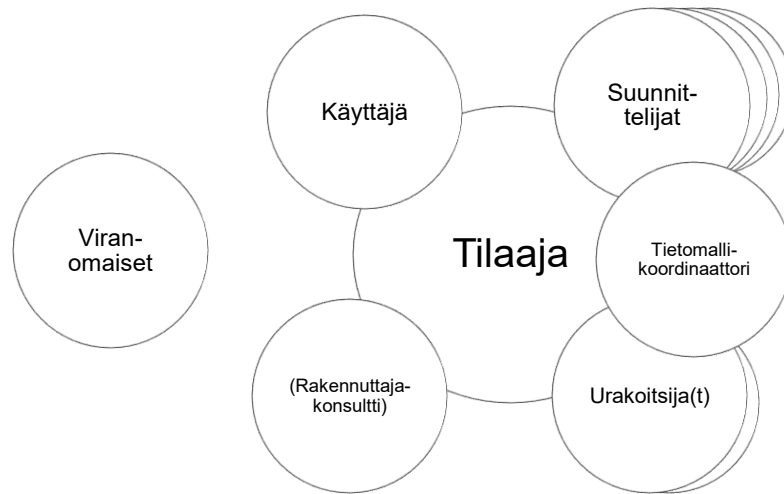 Käyttäjä
Suunnit-
telijat
Viran-
omaiset
Tilaaja
Tietomalli-
koordinaattori
(Rakennuttaja-
konsultti)
Urakoitsija(t)